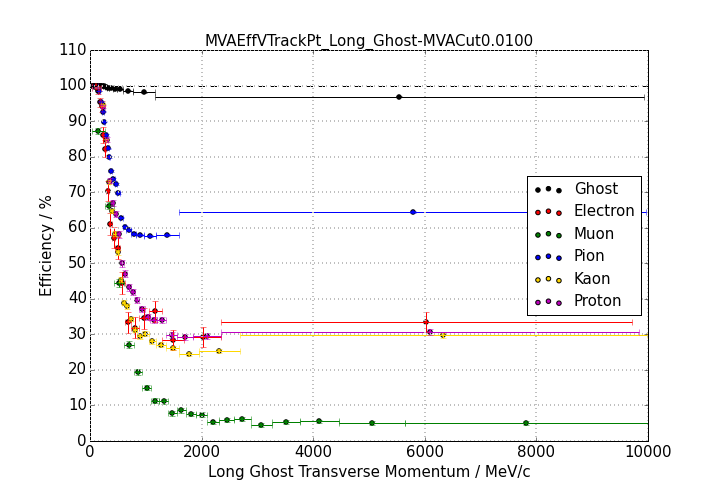 MVAEffVTrackPt_Long_Ghost-MVACut0.0100
110
100
90
80
70
60
50
40
30
20
10
0
Efficiency / %
Ghost
Electron
Muon
Pion
Kaon
Proton
0 2000 4000 6000 8000 10000
Long Ghost Transverse Momentum / MeV/c